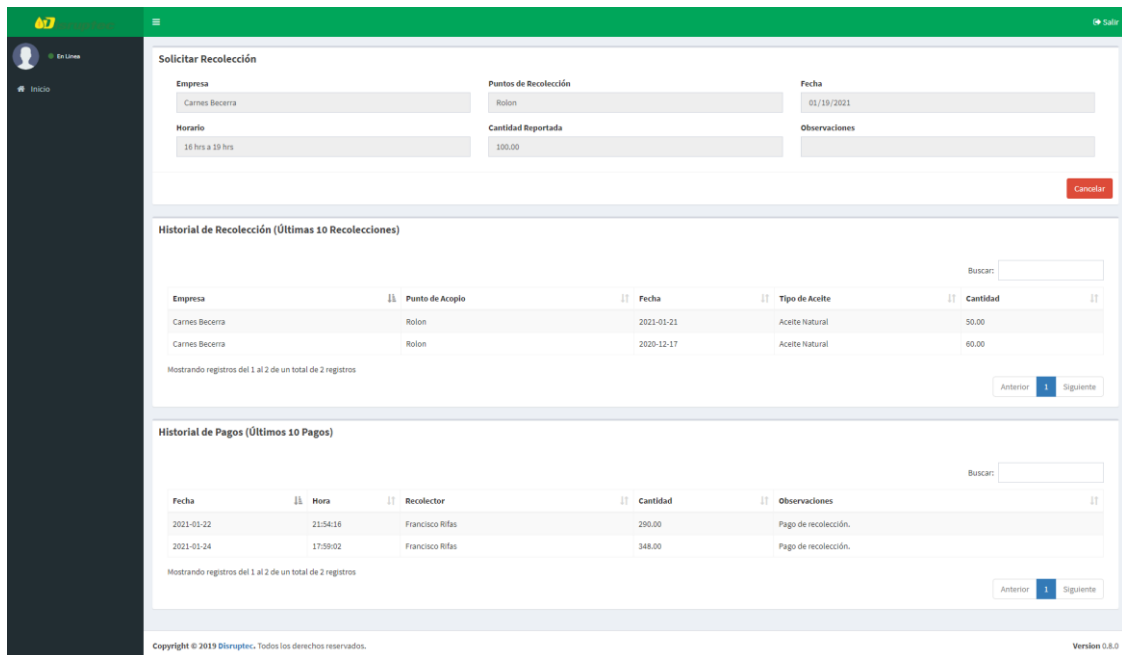 Salir
En Linea
Inicio
Solicitar Recolección
Empresa Puntos de Recolección Fecha
Carnes Becerra Rolon 01/19/2021
Horario Cantidad Reportada Observaciones
16 hrs a 19 hrs 100.00
Cancelar
Historial de Recolección (Últimas 10 Recolecciones)
Buscar:
Empresa Punto de Acopio Fecha Tipo de Aceite Cantidad
Carnes Becerra Rolon 2021-01-21 Aceite Natural 50.00
Carnes Becerra Rolon 2020-12-17 Aceite Natural 60.00
Mostrando registros del 1 al 2 de un total de 2 registros
Anterior 1 Siguiente
Historial de Pagos (Últimos 10 Pagos)
Buscar:
Fecha Hora Recolector Cantidad Observaciones
2021-01-22 21:54:16 Francisco Rifas 290.00 Pago de recolección.
2021-01-24 17:59:02 Francisco Rifas 348.00 Pago de recolección.
Mostrando registros del 1 al 2 de un total de 2 registros
Anterior 1 Siguiente
Copyright © 2019 Disruptec. Todos los derechos reservados. Version 0.8.0